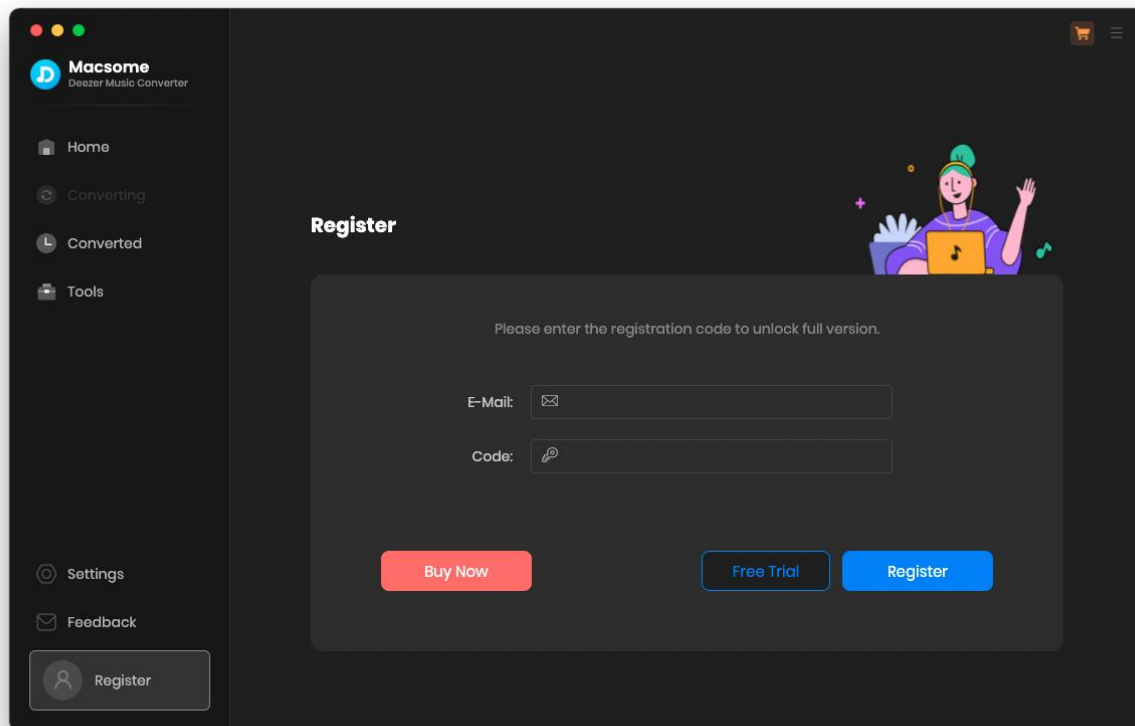 Macsome
Deezer Music Converter
Home
Converting
Converted
Tools
Settings
Feedback
Register
Register
Please enter the registration code to unlock full version.
E-Mail:
Code:
Buy Now
Free Trial
Register